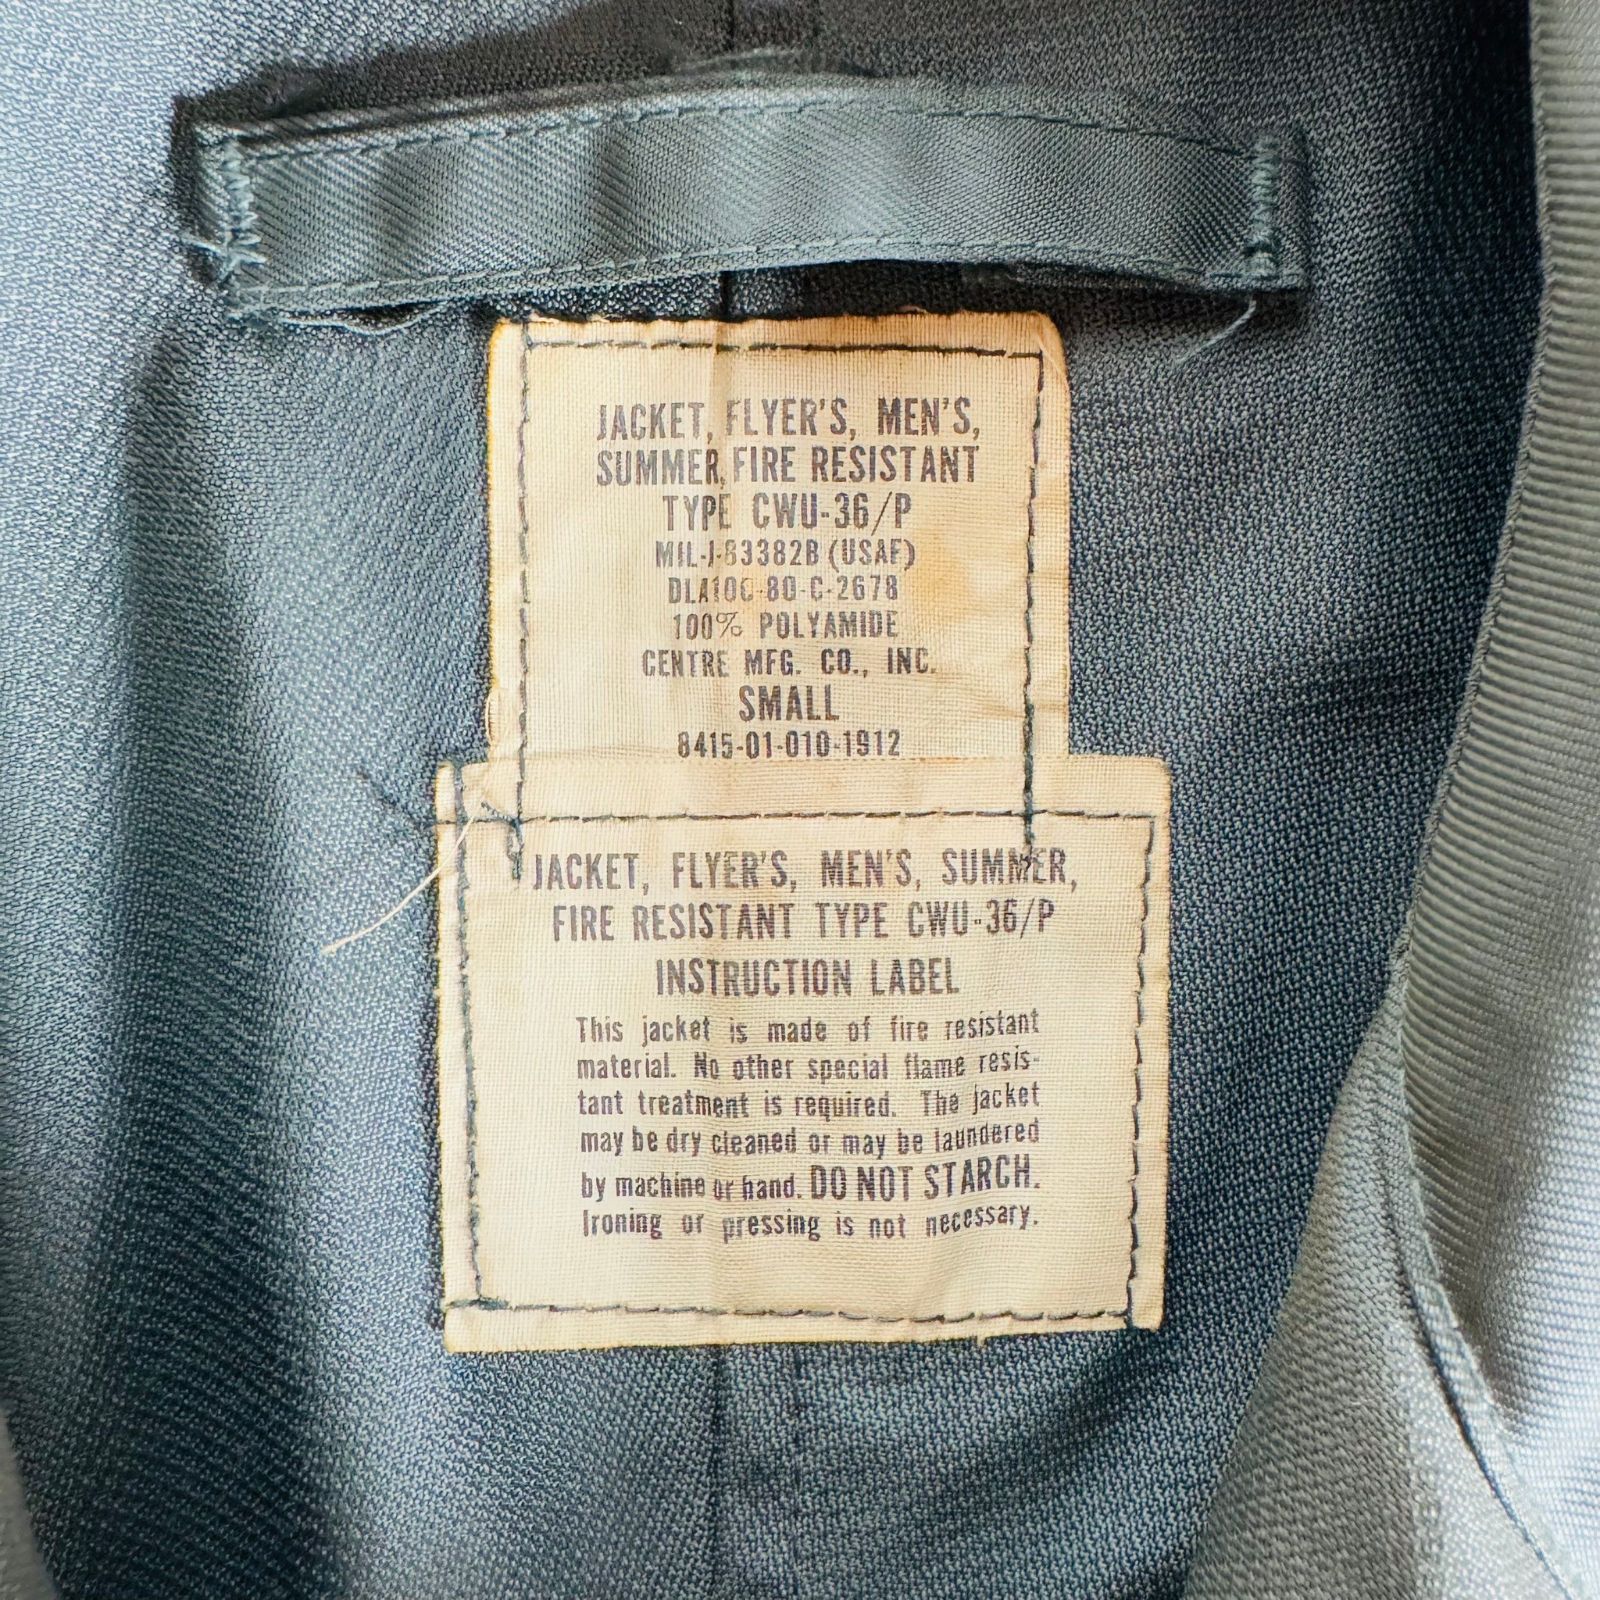 JACKET, FLYER'S, MEN'S,
SUMMER, FIRE RESISTANT
TYPE CWU-36/P
MIL-J-83382B (USAF)
DLA100-80-C-2678
100% POLYAMIDE
CENTRE MFG. CO., INC.
SMALL
8415-01-010-1912
JACKET, FLYER'S, MEN'S, SUMMER,
FIRE RESISTANT TYPE CWU-36/P
INSTRUCTION LABEL
This jacket is made of fire resistant
material. No other special flame resis-
tant treatment is required. The jacket
may be dry cleaned or may be laundered
by machine or hand. DO NOT STARCH.
Ironing or pressing is not necessary.